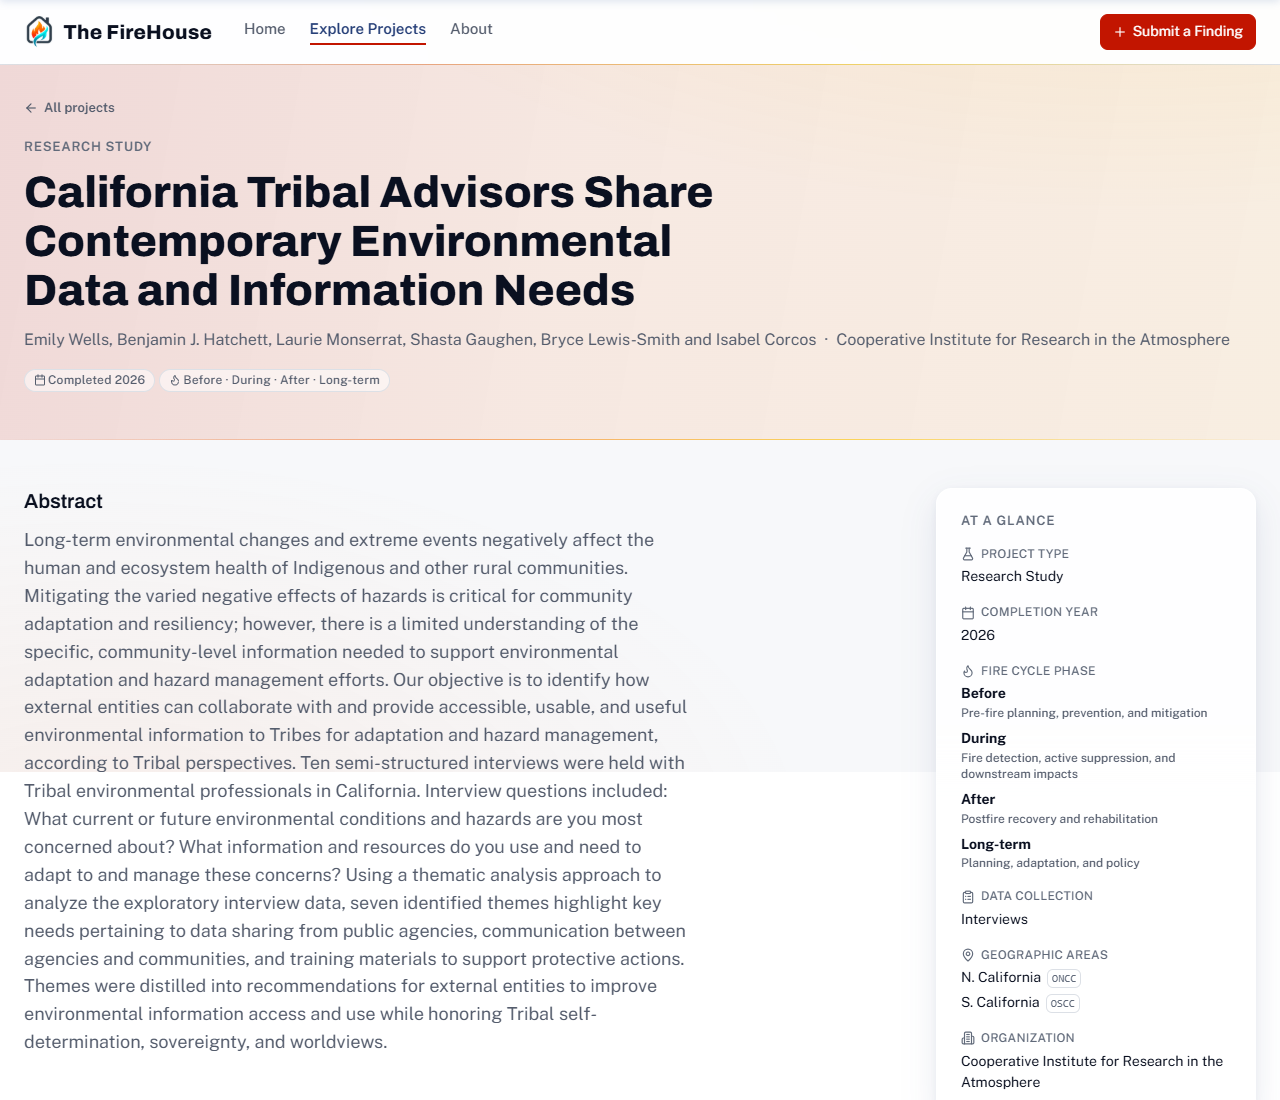 The FireHouse
Home
Explore Projects
About
Submit a Finding
All projects
RESEARCH STUDY
California Tribal Advisors Share
Contemporary Environmental
Data and Information Needs
Emily Wells, Benjamin J. Hatchett, Laurie Monserrat, Shasta Gaughen, Bryce Lewis-Smith and Isabel Corcos · Cooperative Institute for Research in the Atmosphere
Completed 2026
Before · During · After · Long-term
Abstract
Long-term environmental changes and extreme events negatively affect the
human and ecosystem health of Indigenous and other rural communities.
Mitigating the varied negative effects of hazards is critical for community
adaptation and resiliency; however, there is a limited understanding of the
specific, community-level information needed to support environmental
adaptation and hazard management efforts. Our objective is to identify how
external entities can collaborate with and provide accessible, usable, and useful
environmental information to Tribes for adaptation and hazard management,
according to Tribal perspectives. Ten semi-structured interviews were held with
Tribal environmental professionals in California. Interview questions included:
What current or future environmental conditions and hazards are you most
concerned about? What information and resources do you use and need to
adapt to and manage these concerns? Using a thematic analysis approach to
analyze the exploratory interview data, seven identified themes highlight key
needs pertaining to data sharing from public agencies, communication between
agencies and communities, and training materials to support protective actions.
Themes were distilled into recommendations for external entities to improve
environmental information access and use while honoring Tribal self-
determination, sovereignty, and worldviews.
AT A GLANCE
PROJECT TYPE
Research Study
COMPLETION YEAR
2026
FIRE CYCLE PHASE
Before
Pre-fire planning, prevention, and mitigation
During
Fire detection, active suppression, and
downstream impacts
After
Postfire recovery and rehabilitation
Long-term
Planning, adaptation, and policy
DATA COLLECTION
Interviews
GEOGRAPHIC AREAS
N. California ONCC
S. California OSCC
ORGANIZATION
Cooperative Institute for Research in the
Atmosphere